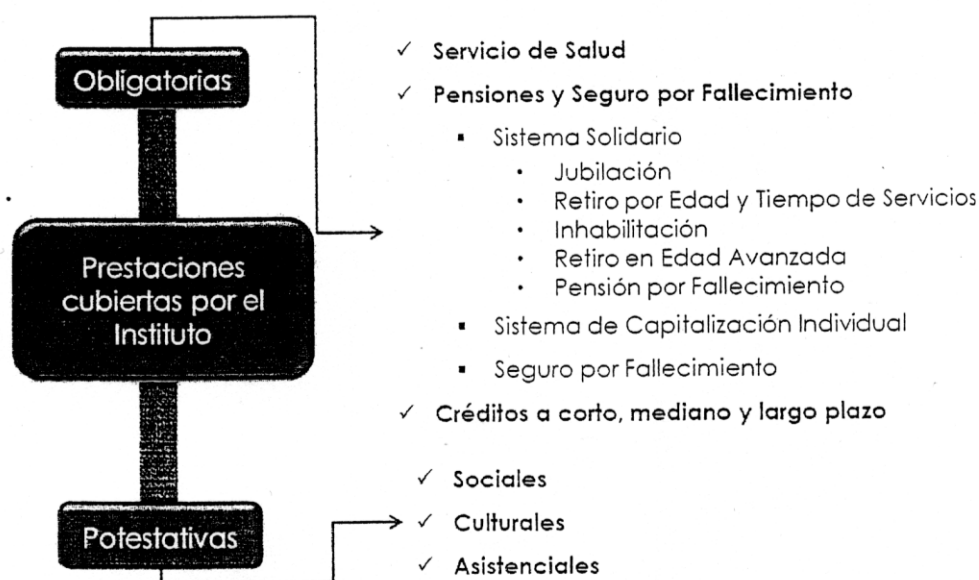 Obligatorias
✓ Servicio de Salud
✓ Pensiones y Seguro por Fallecimiento
▪ Sistema Solidario
• Jubilación
• Retiro por Edad y Tiempo de Servicios
• Inhabilitación
• Retiro en Edad Avanzada
• Pensión por Fallecimiento
▪ Sistema de Capitalización Individual
▪ Seguro por Fallecimiento
✓ Créditos a corto, mediano y largo plazo
Prestaciones
cubiertas por el
Instituto
Potestativas
✓ Sociales
✓ Culturales
✓ Asistenciales